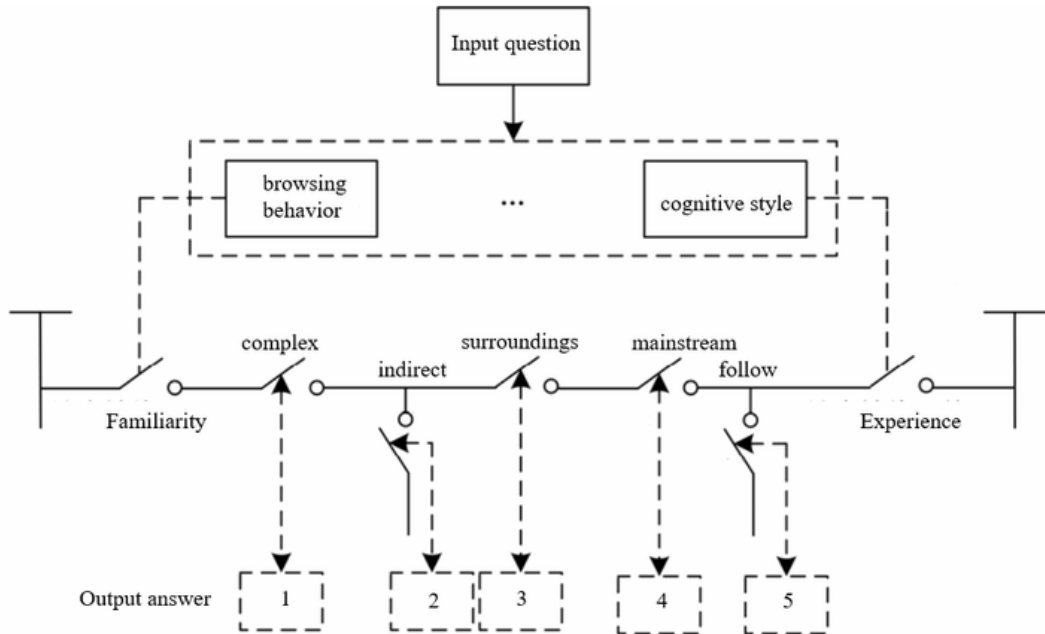 Input question
browsing
behavior
...
cognitive style
complex
indirect
surroundings
mainstream
follow
Familiarity
Experience
Output answer
1
2
3
4
5